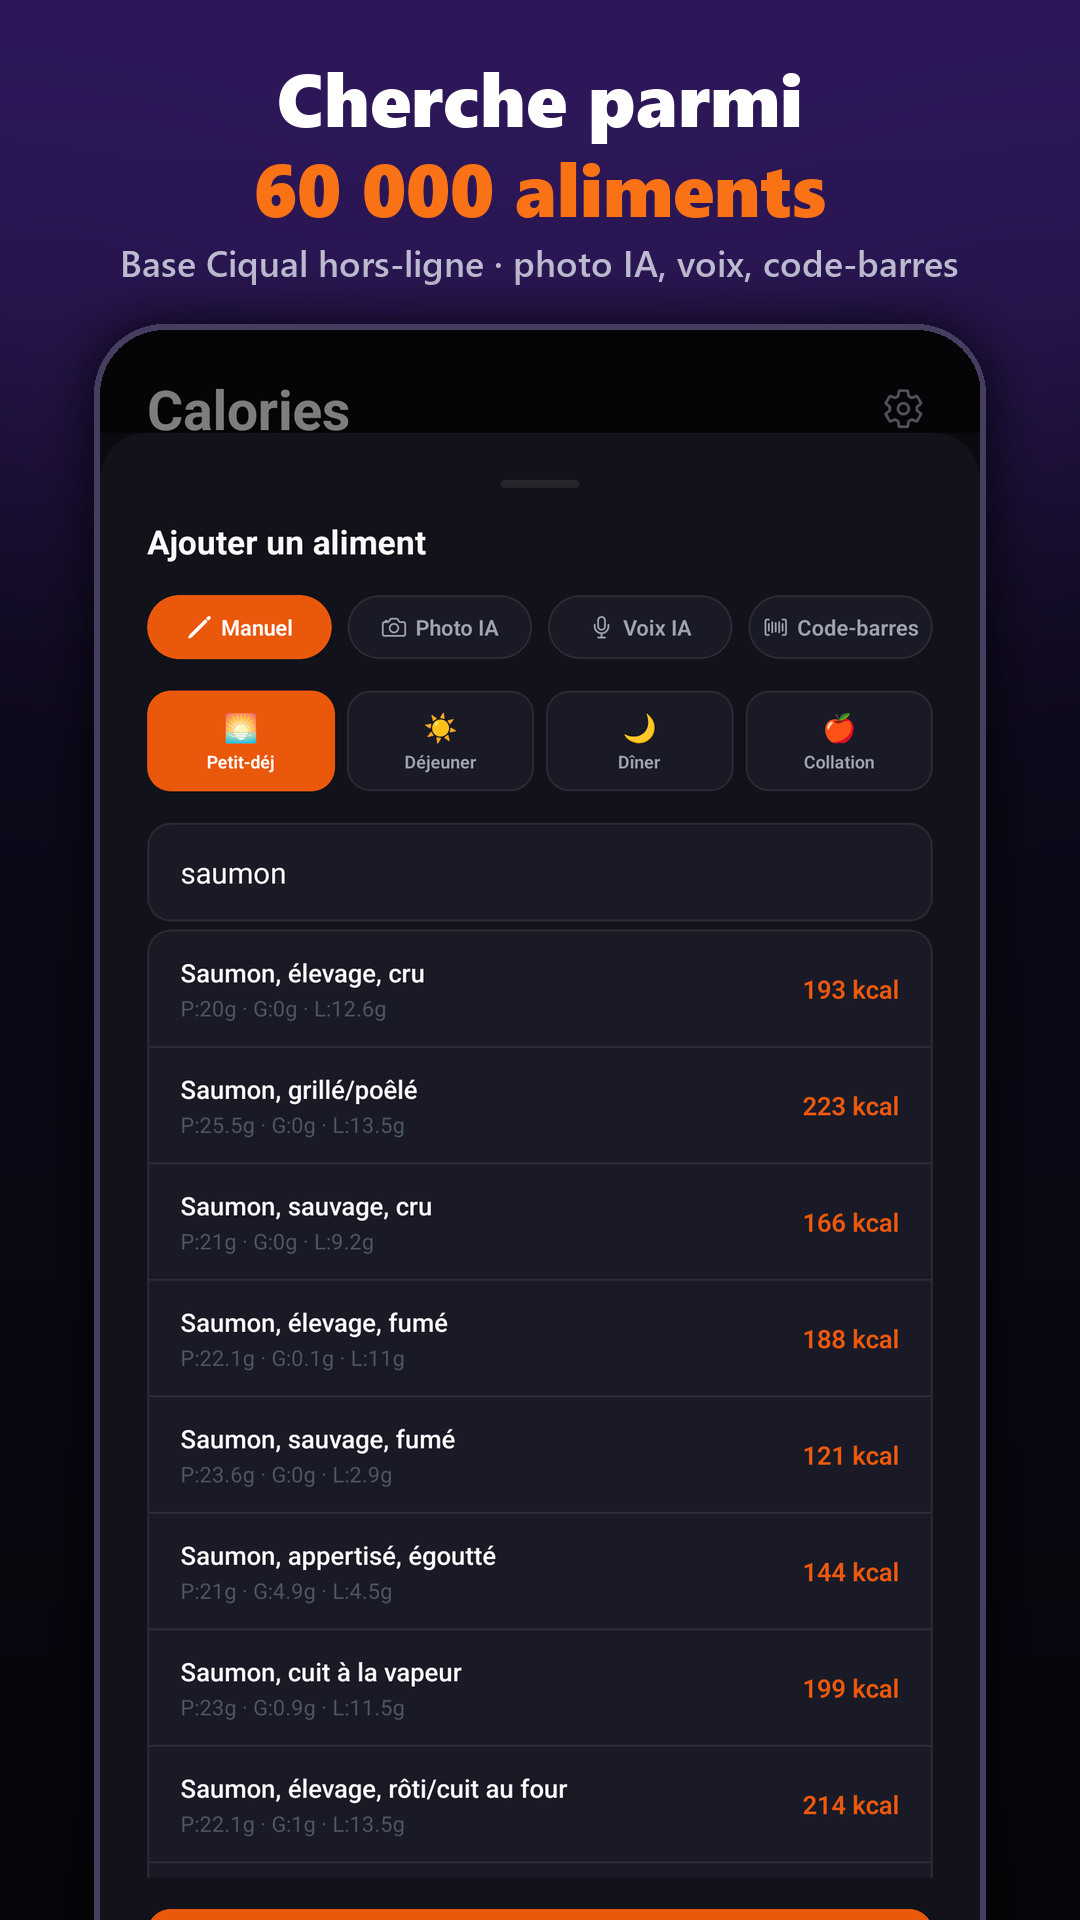 Cherche parmi
60 000 aliments
Base Ciqual hors-ligne · photo IA, voix, code-barres
Calories
Ajouter un aliment
Manuel
Photo IA
Voix IA
Code-barres
Petit-déj
Déjeuner
Dîner
Collation
saumon
Saumon, élevage, cru
193 kcal
P:20g · G:0g · L:12.6g
Saumon, grillé/poêlé
223 kcal
P:25.5g · G:0g · L:13.5g
Saumon, sauvage, cru
166 kcal
P:21g · G:0g · L:9.2g
Saumon, élevage, fumé
188 kcal
P:22.1g · G:0.1g · L:11g
Saumon, sauvage, fumé
121 kcal
P:23.6g · G:0g · L:2.9g
Saumon, appertisé, égoutté
144 kcal
P:21g · G:4.9g · L:4.5g
Saumon, cuit à la vapeur
199 kcal
P:23g · G:0.9g · L:11.5g
Saumon, élevage, rôti/cuit au four
214 kcal
P:22.1g · G:1g · L:13.5g